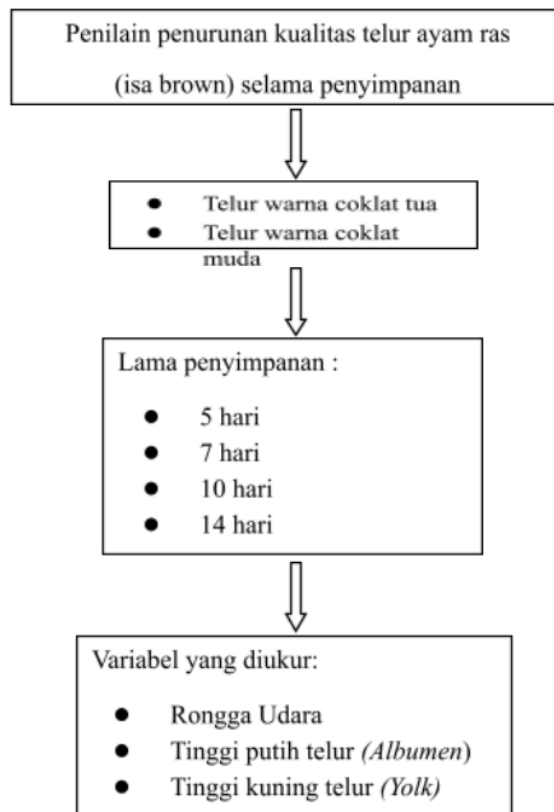 Penilain penurunan kualitas telur ayam ras
(isa brown) selama penyimpanan
● Telur warna coklat tua
● Telur warna coklat
muda
Lama penyimpanan :
● 5 hari
● 7 hari
● 10 hari
● 14 hari
Variabel yang diukur:
● Rongga Udara
● Tinggi putih telur (Albumen)
● Tinggi kuning telur (Yolk)